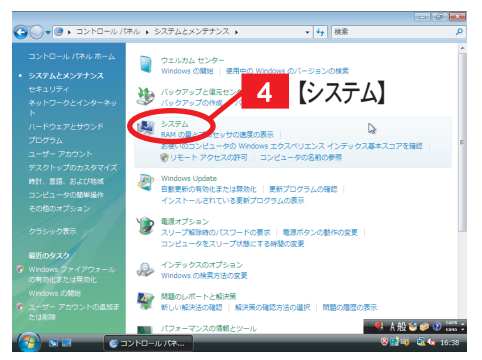 コントロール パネル ▸ システムとメンテナンス ▸
検索
コントロール パネル ホーム
システムとメンテナンス
セキュリティ
ネットワークとインターネッ
ト
ハードウェアとサウンド
プログラム
ユーザー アカウント
デスクトップのカスタマイズ
時計、言語、および地域
コンピュータの簡単操作
その他のオプション
クラシック表示
最近のタスク
Windows ファイアウォール
の有効化または無効化
Windows の開始
ユーザー アカウントの追加ま
たは削除
ウェルカム センター
Windows の開始 | 使用中の Windows のバージョンの検索
バックアップと復元セン
バックアップの作成
4 【システム】
システム
RAM の量とプロセッサの速度の表示
お使いのコンピュータの Windows エクスペリエンス インデックス基本スコアを確認
リモート アクセスの許可 | コンピュータの名前の参照
Windows Update
自動更新の有効化または無効化 | 更新プログラムの確認
インストールされている更新プログラムの表示
電源オプション
スリープ解除時のパスワードの要求 | 電源ボタンの動作の変更
コンピュータをスリープ状態にする時間の変更
インデックスのオプション
Windows の検索方法の変更
問題のレポートと解決策
新しい解決法の確認 | 解決策の確認方法の選択 | 問題の履歴の表示
パフォーマンスの情報とツール
A 般
CAPS
KANA
コントロール パネ...
16:38